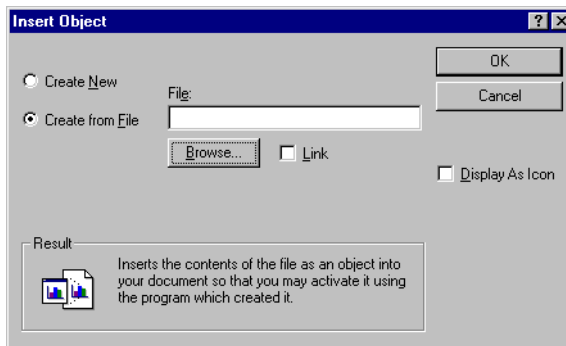 Insert Object
OK
Create New
File:
Cancel
Create from File
Browse...
Link
Display As Icon
Result
Inserts the contents of the file as an object into
your document so that you may activate it using
the program which created it.